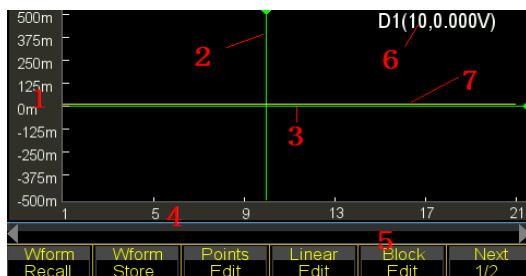 500m
D1(10,0.000V)
375m
2
6
250m
125m
7
1
0m
3
-125m
-250m
-375m
-500m
1 5 9 13 17 21
4
5
Wform Wform Points Linear Block Next
Recall Store Edit Edit Edit 1/2